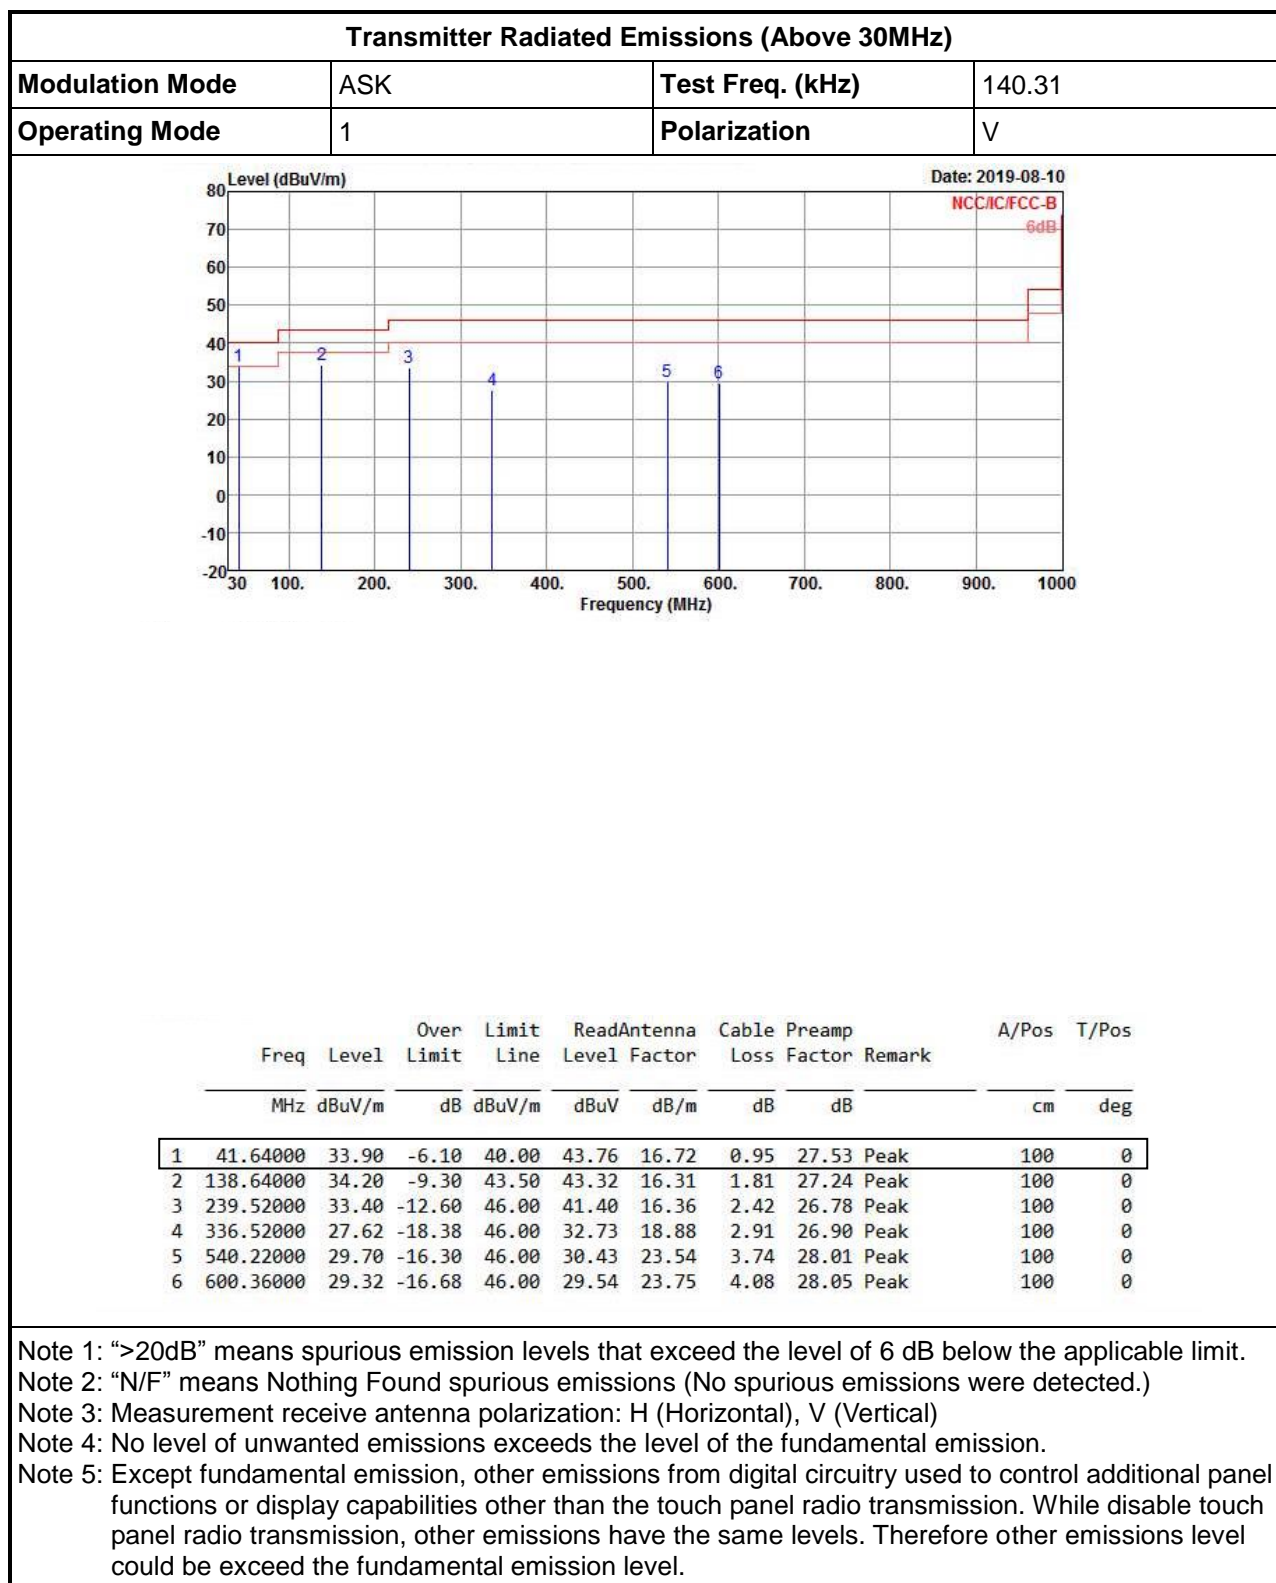 Transmitter Radiated Emissions (Above 30MHz)
Modulation Mode ASK Test Freq. (kHz) 140.31
Operating Mode 1 Polarization V
Level (dBuV/m) Date: 2019-08-10
80
NCC/IC/FCC-B
70 6dB
60
50
40
1 2 3
30 4 5 6
20
10
0
-10
-20
30 100. 200. 300. 400. 500. 600. 700. 800. 900. 1000
Frequency (MHz)
Over Limit ReadAntenna Cable Preamp A/Pos T/Pos
Freq Level Limit Line Level Factor Loss Factor Remark
MHz dBuV/m dB dBuV/m dBuV dB/m dB dB cm deg
1 41.64000 33.90 -6.10 40.00 43.76 16.72 0.95 27.53 Peak 100 0
2 138.64000 34.20 -9.30 43.50 43.32 16.31 1.81 27.24 Peak 100 0
3 239.52000 33.40 -12.60 46.00 41.40 16.36 2.42 26.78 Peak 100 0
4 336.52000 27.62 -18.38 46.00 32.73 18.88 2.91 26.90 Peak 100 0
5 540.22000 29.70 -16.30 46.00 30.43 23.54 3.74 28.01 Peak 100 0
6 600.36000 29.32 -16.68 46.00 29.54 23.75 4.08 28.05 Peak 100 0
Note 1: “>20dB” means spurious emission levels that exceed the level of 6 dB below the applicable limit.
Note 2: “N/F” means Nothing Found spurious emissions (No spurious emissions were detected.)
Note 3: Measurement receive antenna polarization: H (Horizontal), V (Vertical)
Note 4: No level of unwanted emissions exceeds the level of the fundamental emission.
Note 5: Except fundamental emission, other emissions from digital circuitry used to control additional panel
functions or display capabilities other than the touch panel radio transmission. While disable touch
panel radio transmission, other emissions have the same levels. Therefore other emissions level
could be exceed the fundamental emission level.